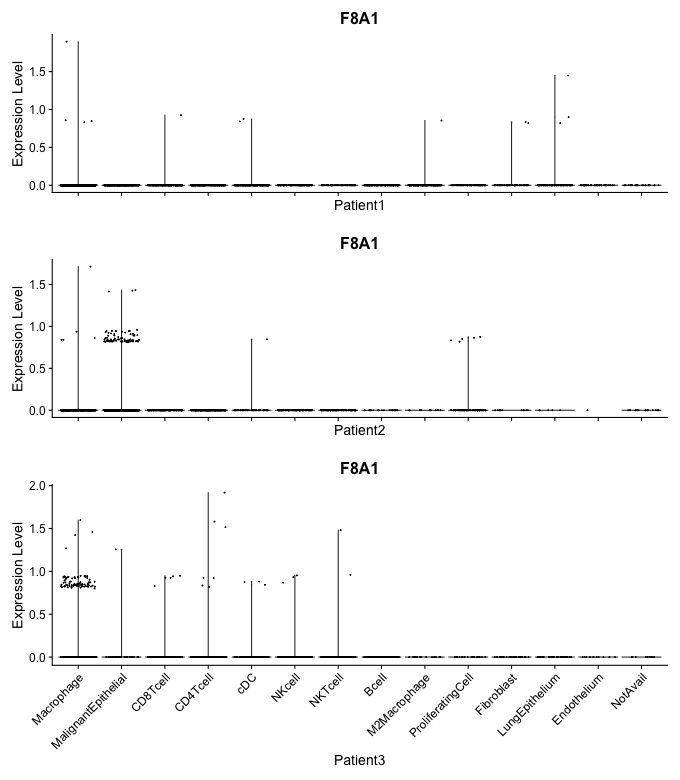 F8A1
Expression Level
1.5
1.0
0.5
0.0
Patient1
F8A1
Expression Level
1.5
1.0
0.5
0.0
Patient2
F8A1
Expression Level
2.0
1.5
1.0
0.5
0.0
Macrophage
MalignantEpithelial
CD8Tcell
CD4Tcell
cDC
NKcell
NKTcell
Bcell
M2Macrophage
ProliferatingCell
Fibroblast
LungEpithelium
Endothelium
NotAvail
Patient3